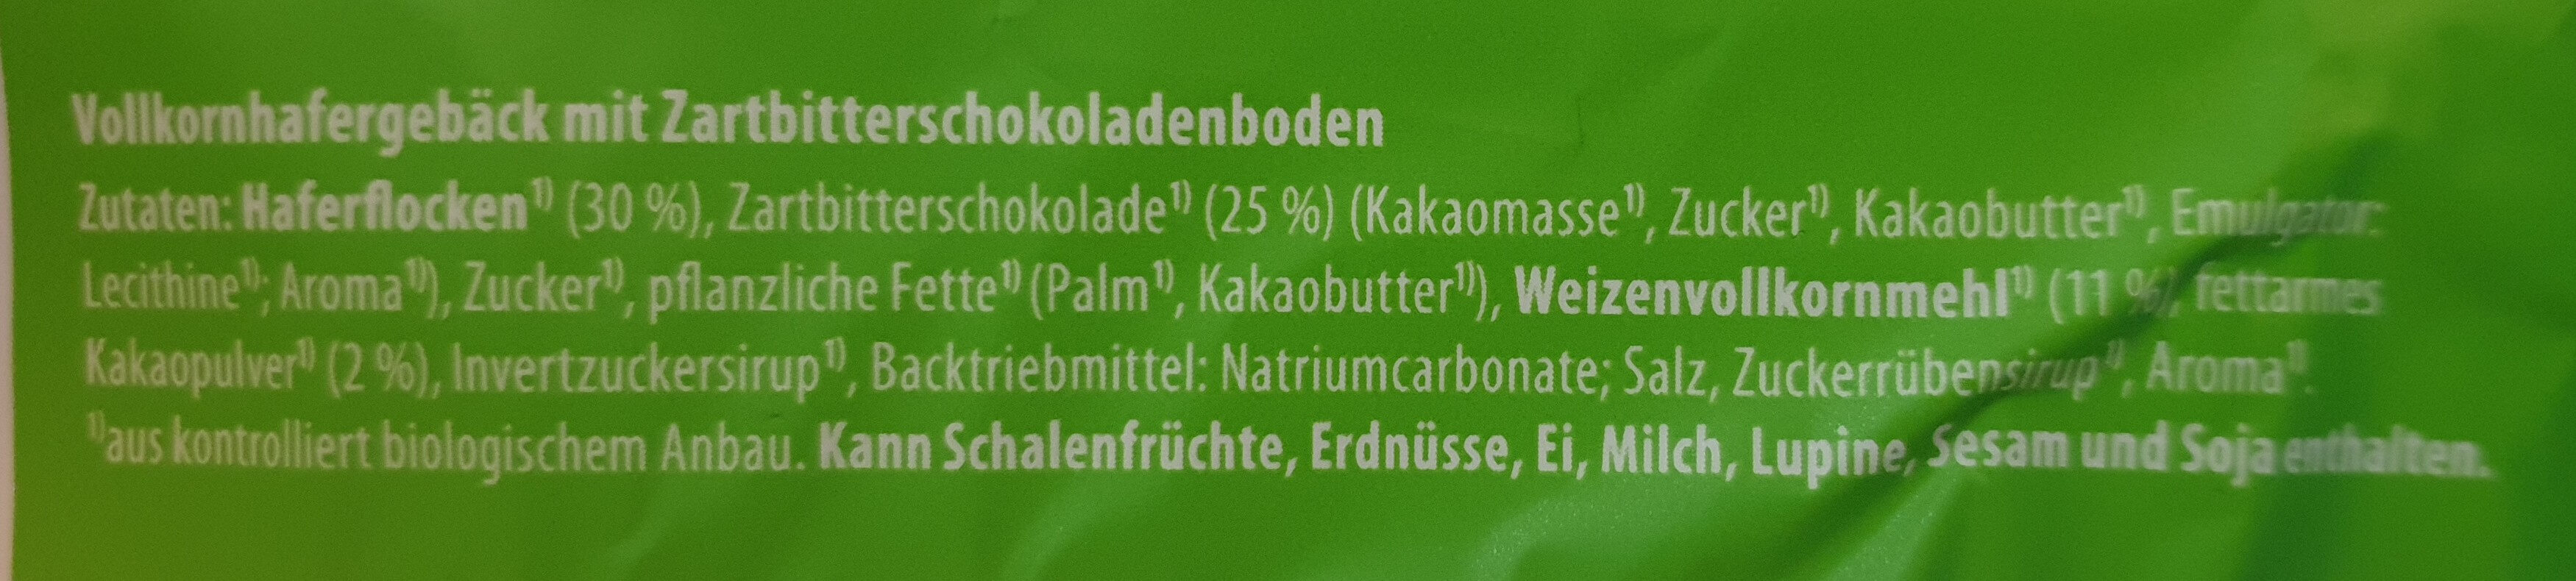 Vollkornhafergebäck mit Zartbitterschokoladenboden
Zutaten: Haferflocken¹⁾ (30 %), Zartbitterschokolade¹⁾ (25 %) (Kakaomasse¹⁾, Zucker¹⁾, Kakaobutter¹⁾, Emulgator:
Lecithine¹⁾; Aroma¹⁾), Zucker¹⁾, pflanzliche Fette¹⁾ (Palm¹⁾, Kakaobutter¹⁾), Weizenvollkornmehl¹⁾ (11 %), fettarmes
Kakaopulver¹⁾ (2 %), Invertzuckersirup¹⁾, Backtriebmittel: Natriumcarbonate; Salz, Zuckerrübensirup¹⁾, Aroma¹⁾.
¹⁾aus kontrolliert biologischem Anbau. Kann Schalenfrüchte, Erdnüsse, Ei, Milch, Lupine, Sesam und Soja enthalten.